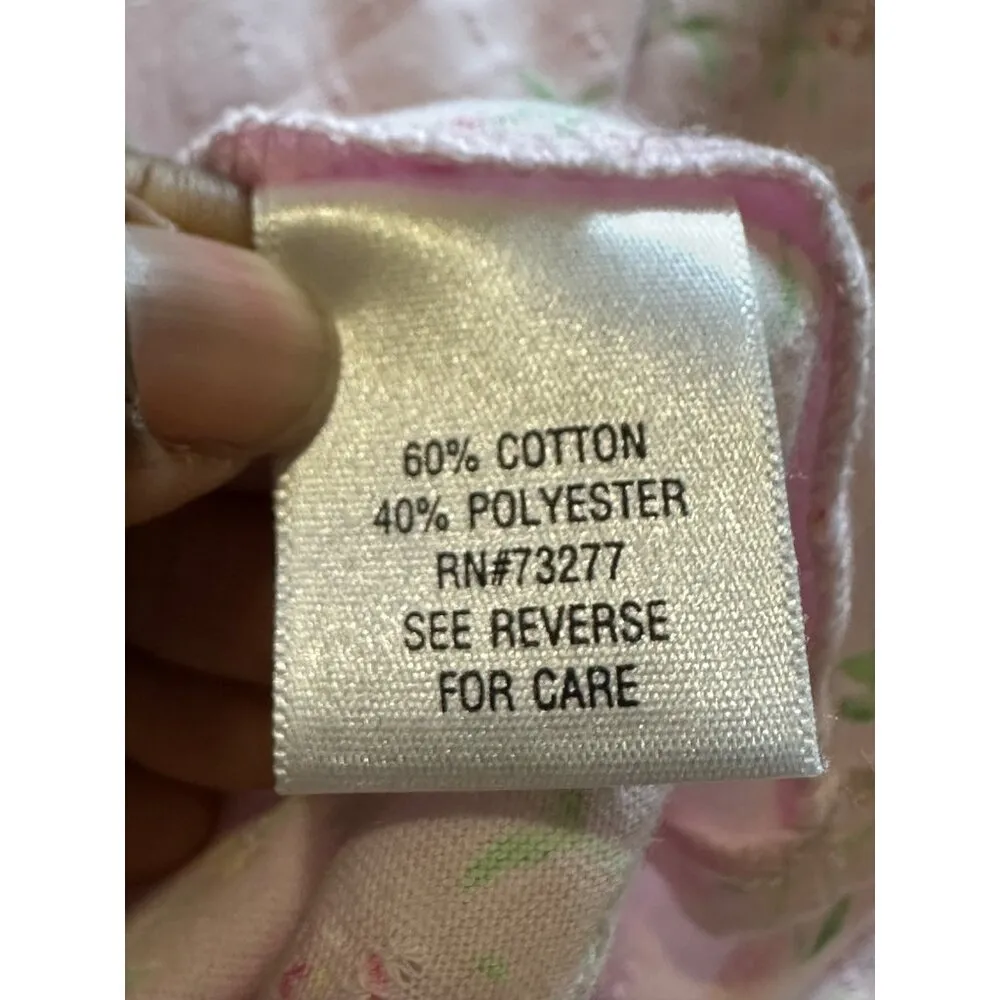 60% COTTON
40% POLYESTER
RN#73277
SEE REVERSE
FOR CARE